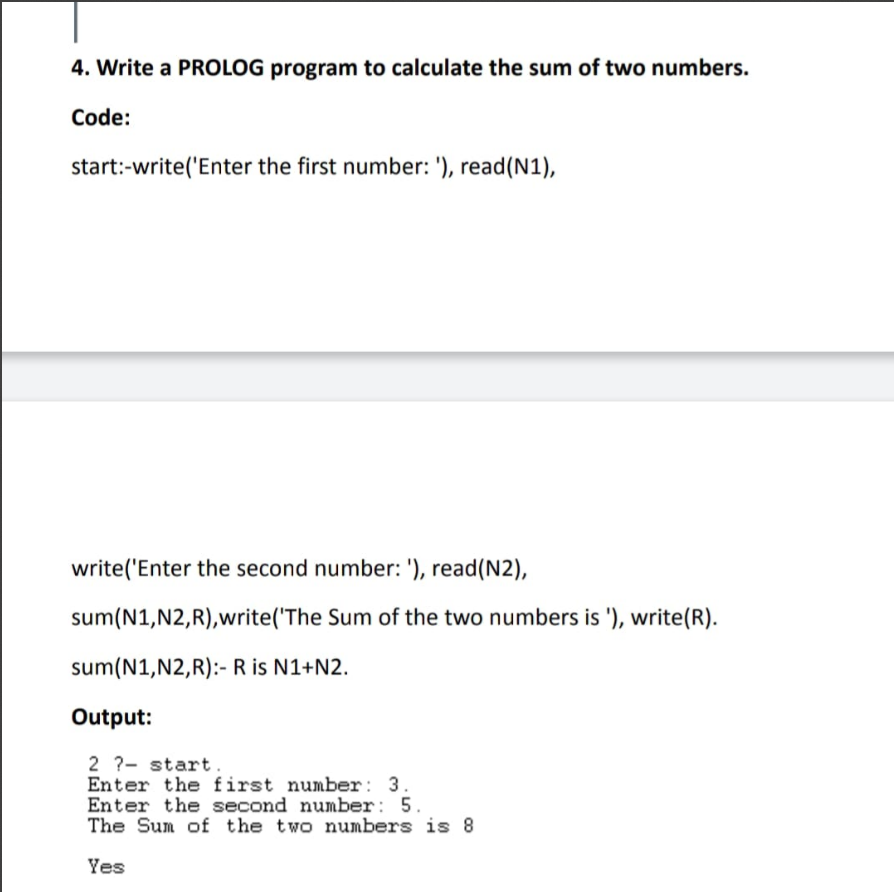 4. Write a PROLOG program to calculate the sum of two numbers.
Code:
start:-write('Enter the first number: '), read(N1),
write('Enter the second number: '), read(N2),
sum(N1,N2,R),write('The Sum of the two numbers is '), write(R).
sum(N1,N2,R):- R is N1+N2.
Output:
2 ?- start.
Enter the first number: 3.
Enter the second number: 5.
The Sum of the two numbers is 8
Yes